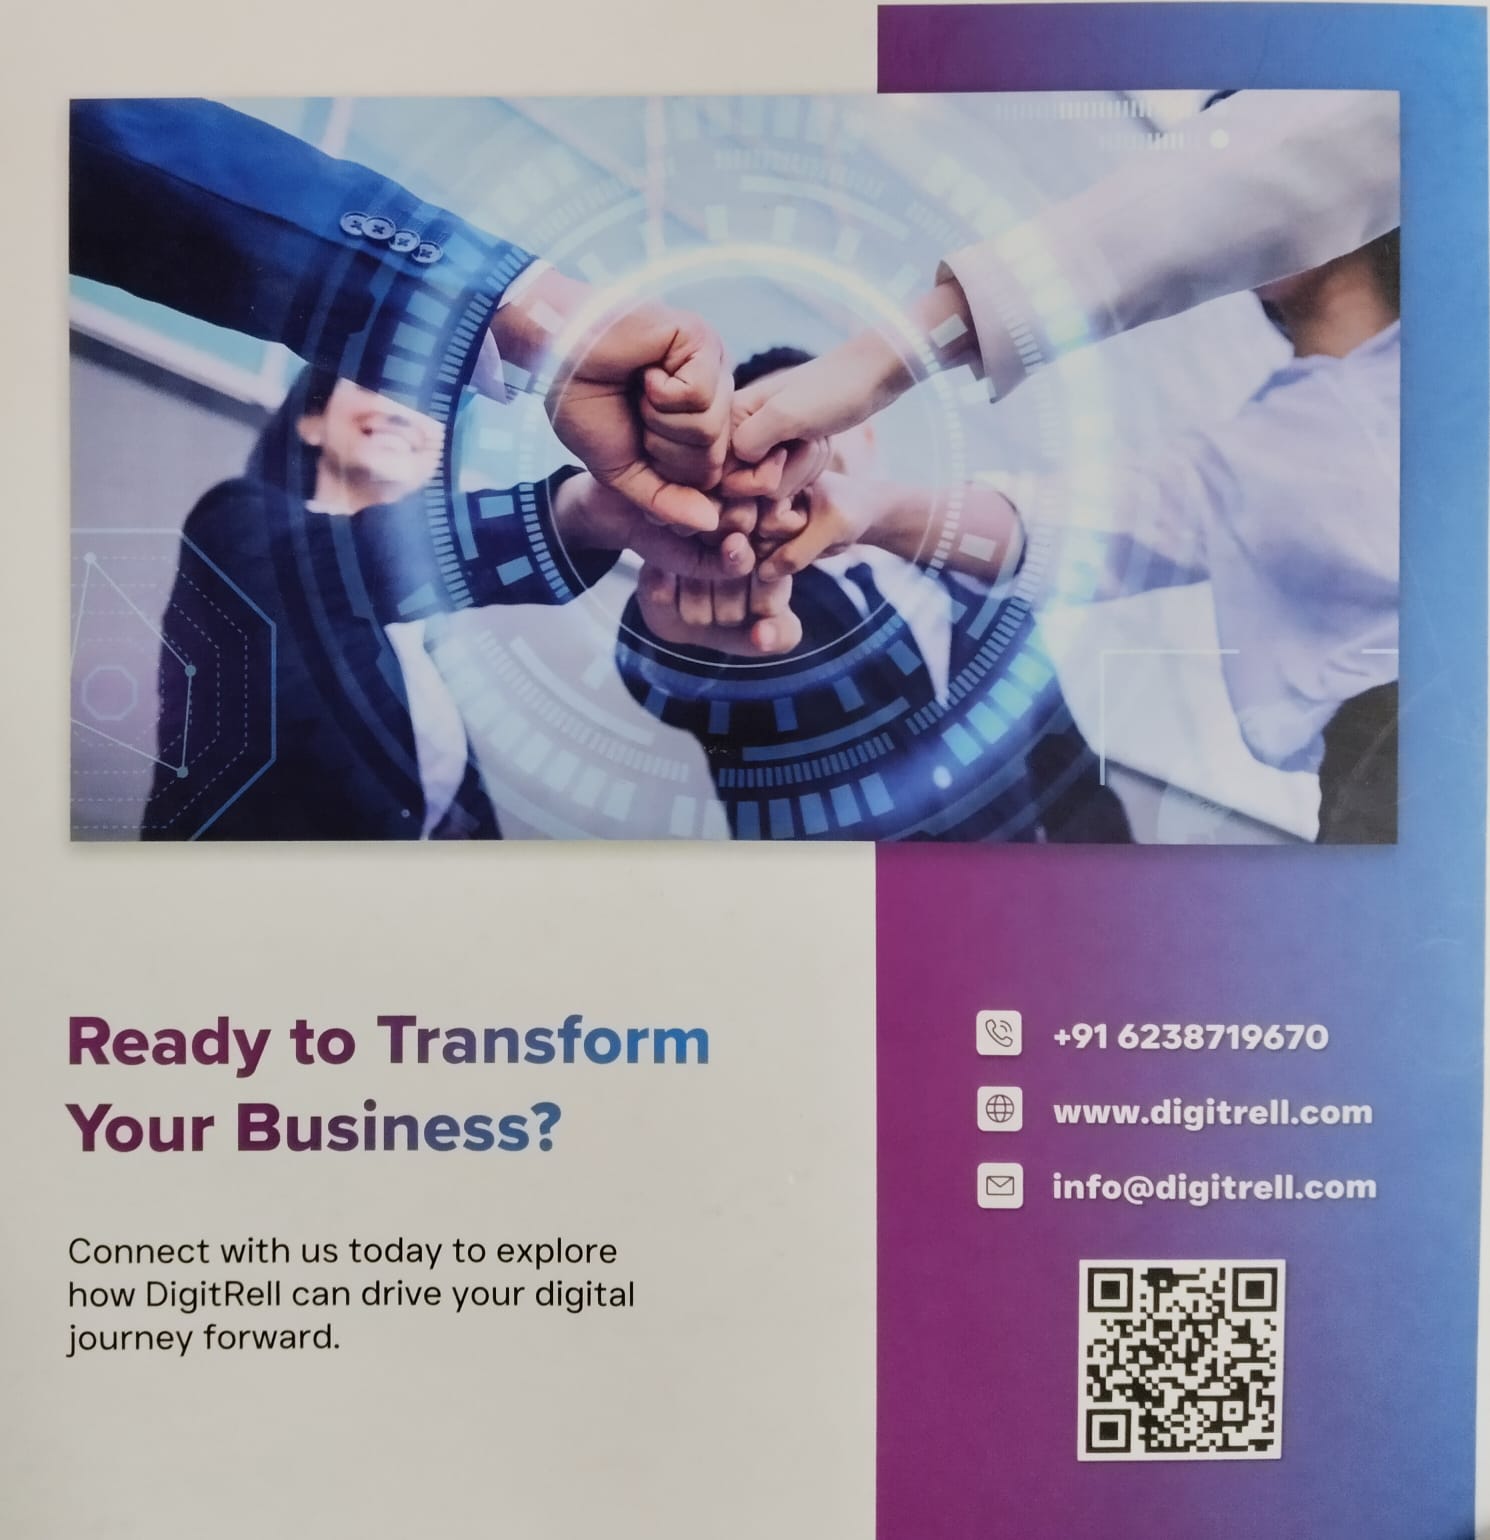 Ready to Transform
Your Business?
Connect with us today to explore
how DigitRell can drive your digital
journey forward.
+91 6238719670
www.digitrell.com
info@digitrell.com